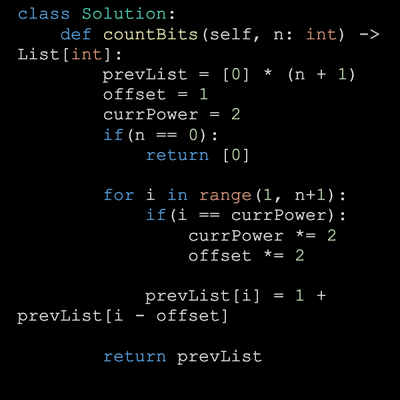 class Solution:
    def countBits(self, n: int) ->
List[int]:
        prevList = [0] * (n + 1)
        offset = 1
        currPower = 2
        if(n == 0):
            return [0]

        for i in range(1, n+1):
            if(i == currPower):
                currPower *= 2
                offset *= 2

            prevList[i] = 1 +
prevList[i - offset]

        return prevList